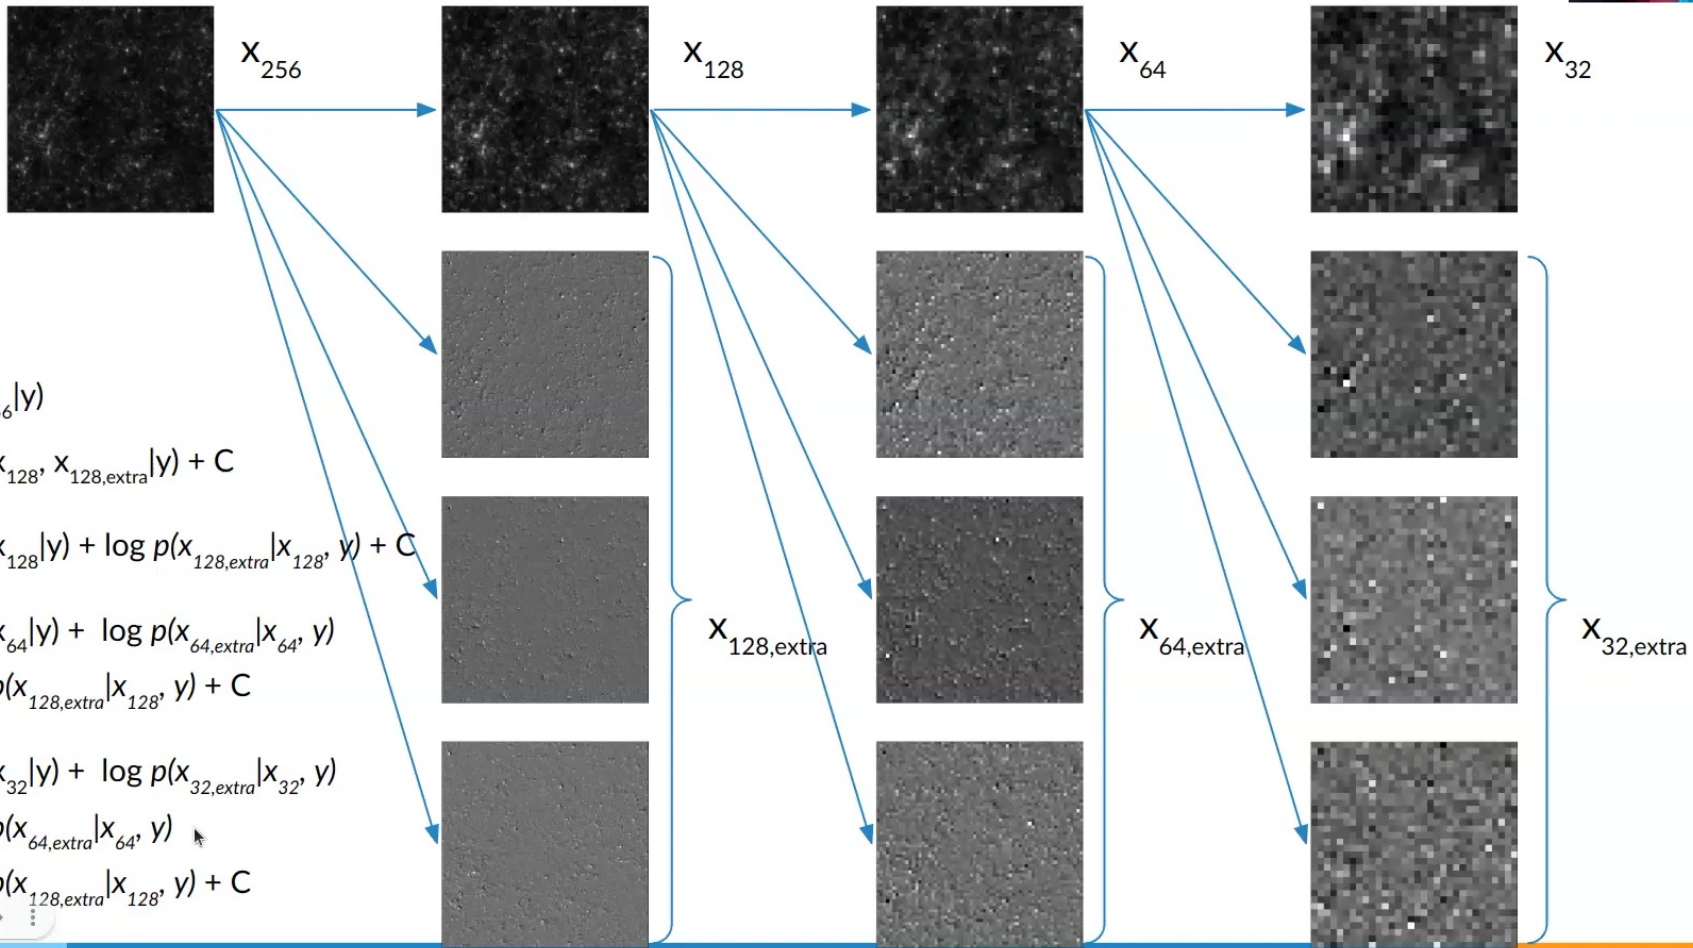 x256
x128
x64
x32
6|y)
x128, x128,extra|y) + C
x128|y) + log p(x128,extra|x128, y) + C
x64|y) + log p(x64,extra|x64, y)
p(x128,extra|x128, y) + C
x32|y) + log p(x32,extra|x32, y)
p(x64,extra|x64, y)
p(x128,extra|x128, y) + C
x128,extra
x64,extra
x32,extra